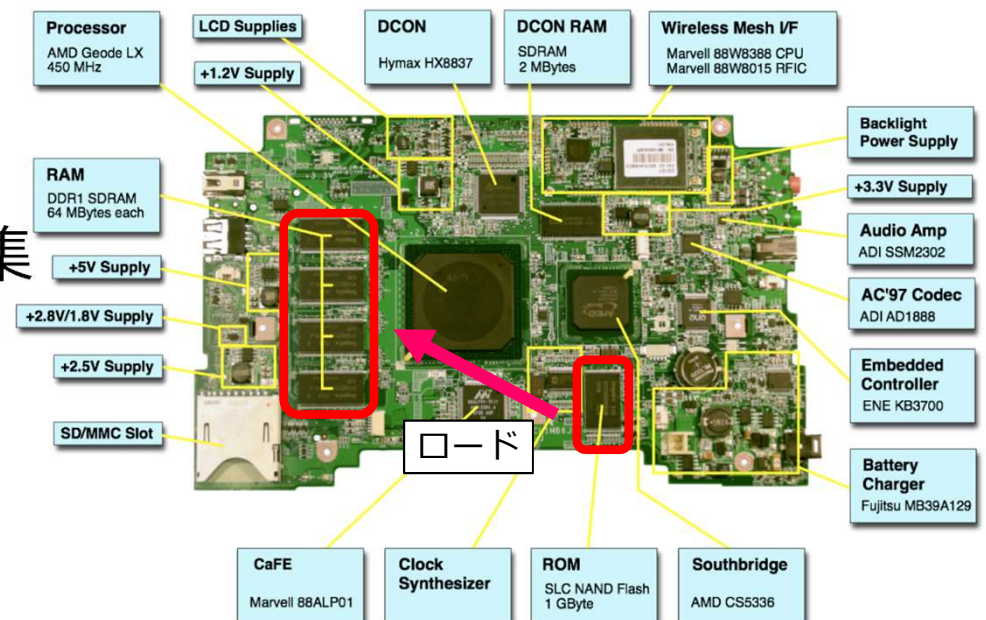 Processor
AMD Geode LX
450 MHz
LCD Supplies
+1.2V Supply
DCON
Hymax HX8837
DCON RAM
SDRAM
2 MBytes
Wireless Mesh I/F
Marvell 88W8388 CPU
Marvell 88W8015 RFIC
Backlight
Power Supply
+3.3V Supply
Audio Amp
ADI SSM2302
AC'97 Codec
ADI AD1888
Embedded
Controller
ENE KB3700
Battery
Charger
Fujitsu MB39A129
RAM
DDR1 SDRAM
64 MBytes each
集
+5V Supply
+2.8V/1.8V Supply
+2.5V Supply
SD/MMC Slot
ロード
CaFE
Marvell 88ALP01
Clock
Synthesizer
ROM
SLC NAND Flash
1 GByte
Southbridge
AMD CS5336